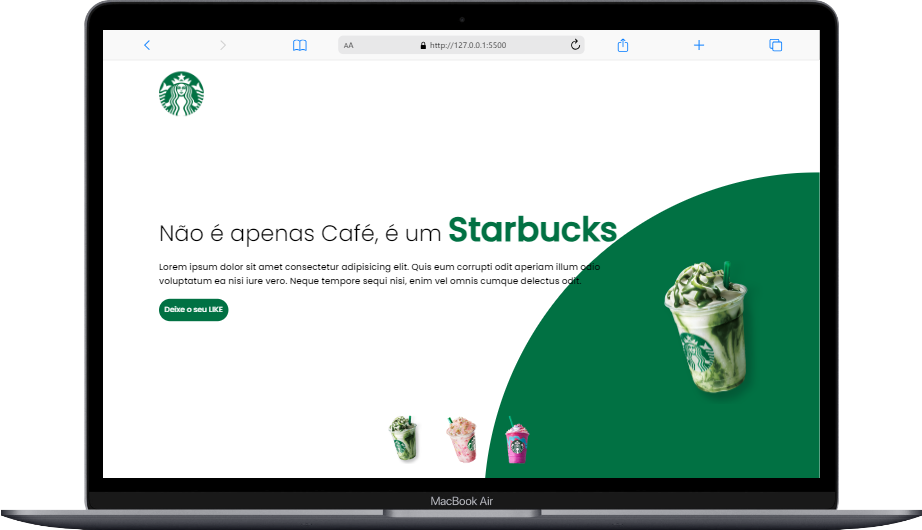 AA
http://127.0.0.1:5500
Não é apenas Café, é um Starbucks
Lorem ipsum dolor sit amet consectetur adipisicing elit. Quis eum corrupti odit aperiam illum odio
voluptatum ea nisi iure vero. Neque tempore sequi nisi, enim vel omnis cumque delectus odit.
Deixe o seu LIKE
MacBook Air